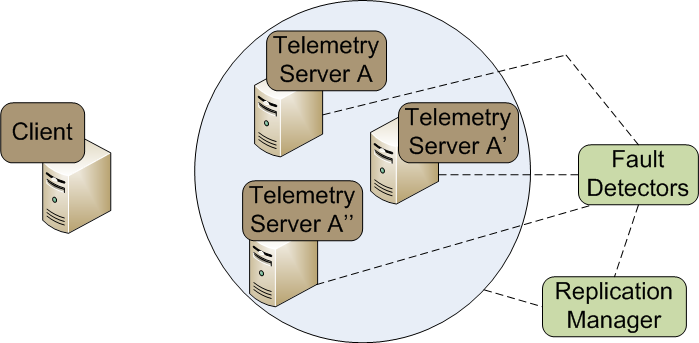 Telemetry
Server A
Client
Telemetry
Server A'
Fault
Detectors
Telemetry
Server A''
Replication
Manager